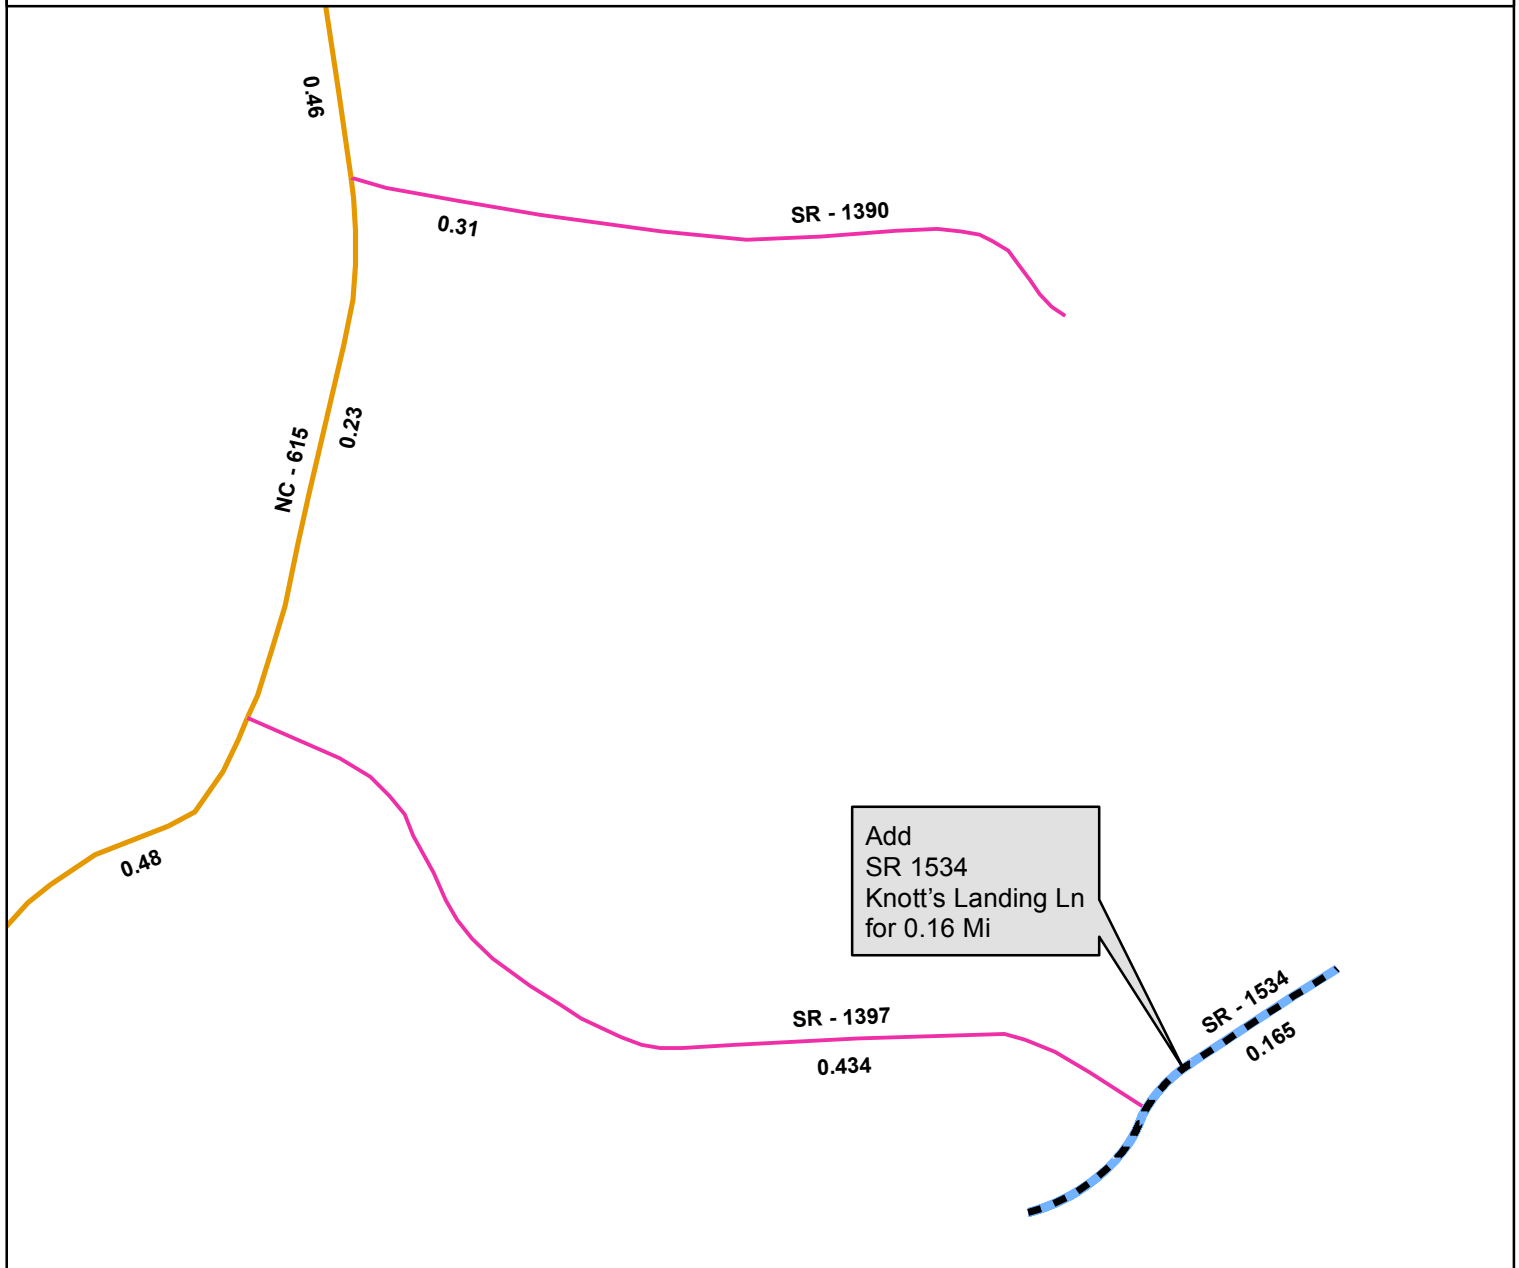 0.46
SR - 1390
0.31
0.23
NC - 615
Add
SR 1534
Knott’s Landing Ln
for 0.16 Mi
0.48
SR - 1534
SR - 1397
0.165
0.434